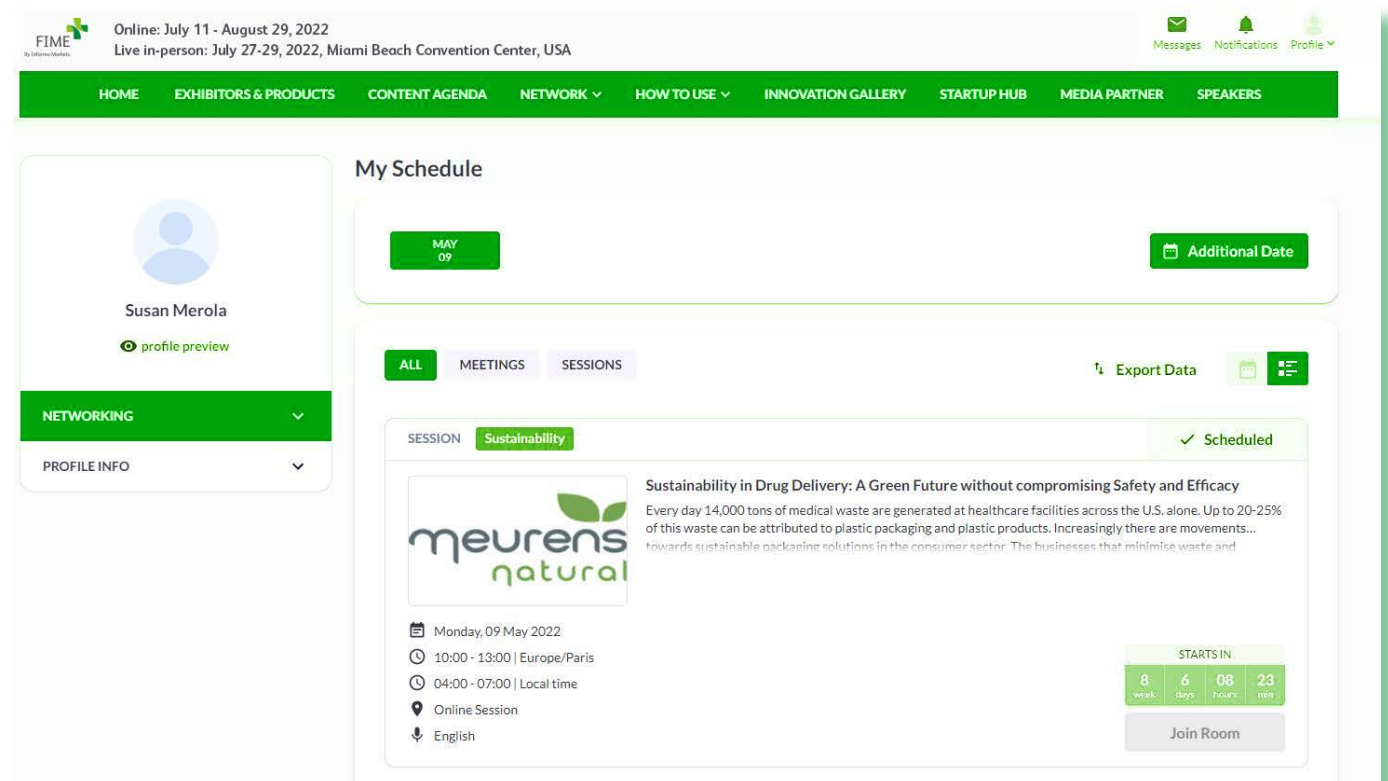 FIME
By Informa Markets
Online: July 11 - August 29, 2022
Live in-person: July 27-29, 2022, Miami Beach Convention Center, USA
Messages Notifications Profile
HOME EXHIBITORS & PRODUCTS CONTENT AGENDA NETWORK HOW TO USE INNOVATION GALLERY STARTUP HUB MEDIA PARTNER SPEAKERS
My Schedule
MAY
09
Additional Date
Susan Merola
profile preview
NETWORKING
PROFILE INFO
ALL MEETINGS SESSIONS Export Data
SESSION Sustainability Scheduled
meurens
natural
Sustainability in Drug Delivery: A Green Future without compromising Safety and Efficacy
Every day 14,000 tons of medical waste are generated at healthcare facilities across the U.S. alone. Up to 20-25%
of this waste can be attributed to plastic packaging and plastic products. Increasingly there are movements...
towards sustainable packaging solutions in the consumer sector. The businesses that minimise waste and
Monday, 09 May 2022
10:00 - 13:00 | Europe/Paris
04:00 - 07:00 | Local time
Online Session
English
STARTS IN
8 6 08 23
week days hours min
Join Room